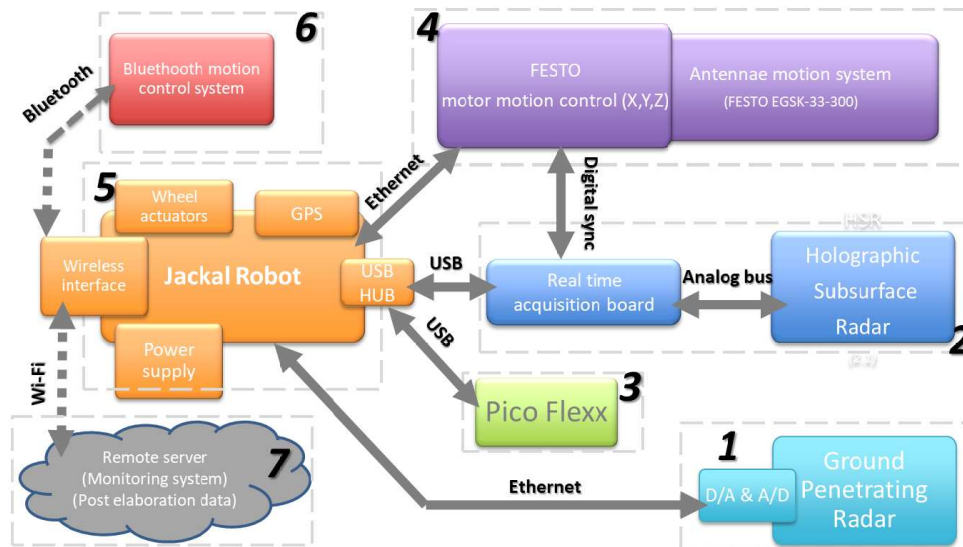 6
Bluethooth motion
control system
Bluetooth
4
FESTO
motor motion control (X,Y,Z)
Antennae motion system
(FESTO EGSK-33-300)
Ethernet
Digital sync
5
Wheel
actuators
GPS
Wireless
interface
Jackal Robot
USB
HUB
Power
supply
USB
Real time
acquisition board
Analog bus
HSR
Holographic
Subsurface
Radar
2
USB
Pico Flexx
3
Wi-Fi
Remote server
(Monitoring system)
(Post elaboration data)
7
Ethernet
1
D/A & A/D
Ground
Penetrating
Radar